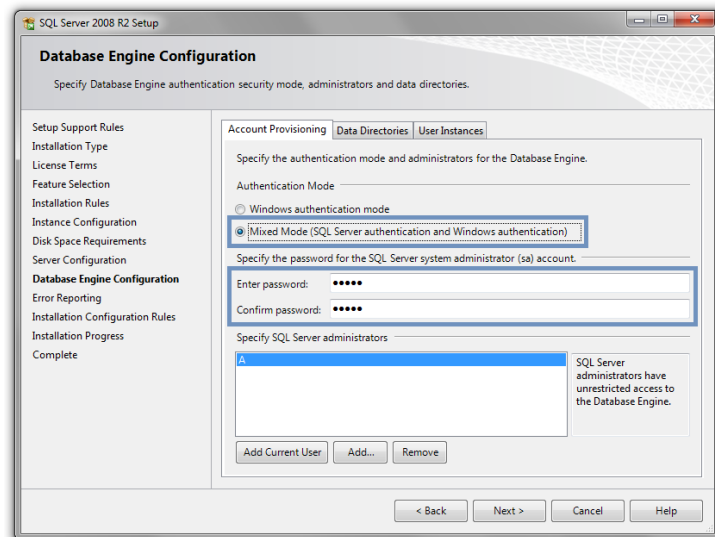 SQL Server 2008 R2 Setup
Database Engine Configuration
Specify Database Engine authentication security mode, administrators and data directories.
Setup Support Rules
Installation Type
License Terms
Feature Selection
Installation Rules
Instance Configuration
Disk Space Requirements
Server Configuration
Database Engine Configuration
Error Reporting
Installation Configuration Rules
Installation Progress
Complete
Account Provisioning Data Directories User Instances
Specify the authentication mode and administrators for the Database Engine.
Authentication Mode
Windows authentication mode
Mixed Mode (SQL Server authentication and Windows authentication)
Specify the password for the SQL Server system administrator (sa) account.
Enter password: •••••
Confirm password: •••••
Specify SQL Server administrators
A
SQL Server
administrators have
unrestricted access to
the Database Engine.
Add Current User Add... Remove
< Back Next > Cancel Help